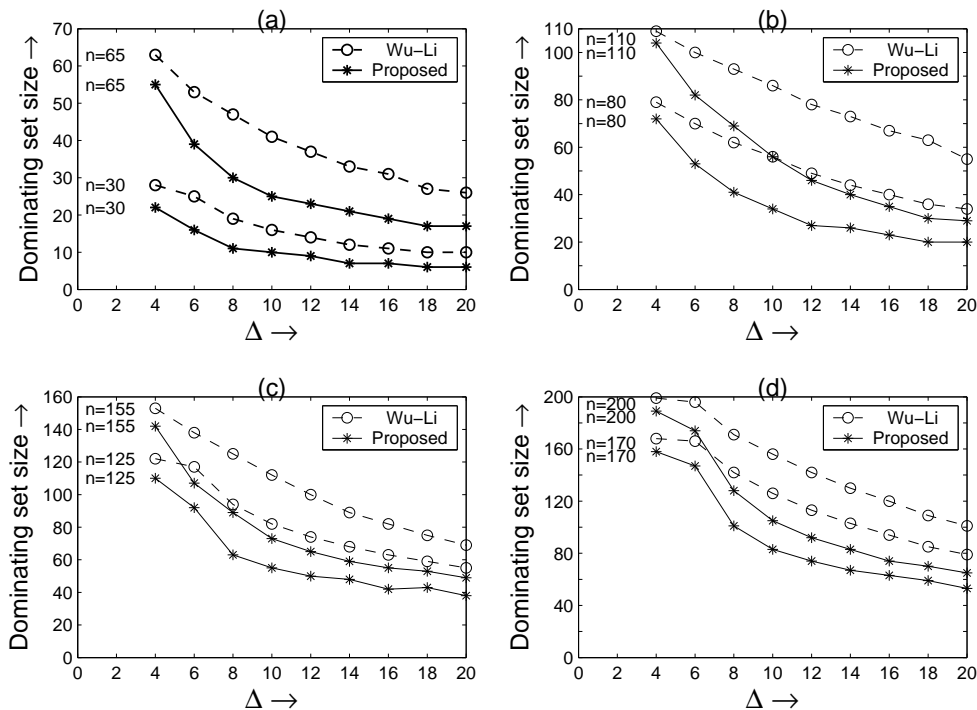 (a)
Dominating set size →
70
60
50
40
30
20
10
0
n=65
n=65
n=30
n=30
Wu−Li
Proposed
0 2 4 6 8 10 12 14 16 18 20
Δ →
(b)
Dominating set size →
110
100
80
60
40
20
0
n=110
n=110
n=80
n=80
Wu−Li
Proposed
0 2 4 6 8 10 12 14 16 18 20
Δ →
(c)
Dominating set size →
160
140
120
100
80
60
40
20
0
n=155
n=155
n=125
n=125
Wu−Li
Proposed
0 2 4 6 8 10 12 14 16 18 20
Δ →
(d)
Dominating set size →
200
160
120
80
40
0
n=200
n=200
n=170
n=170
Wu−Li
Proposed
0 2 4 6 8 10 12 14 16 18 20
Δ →